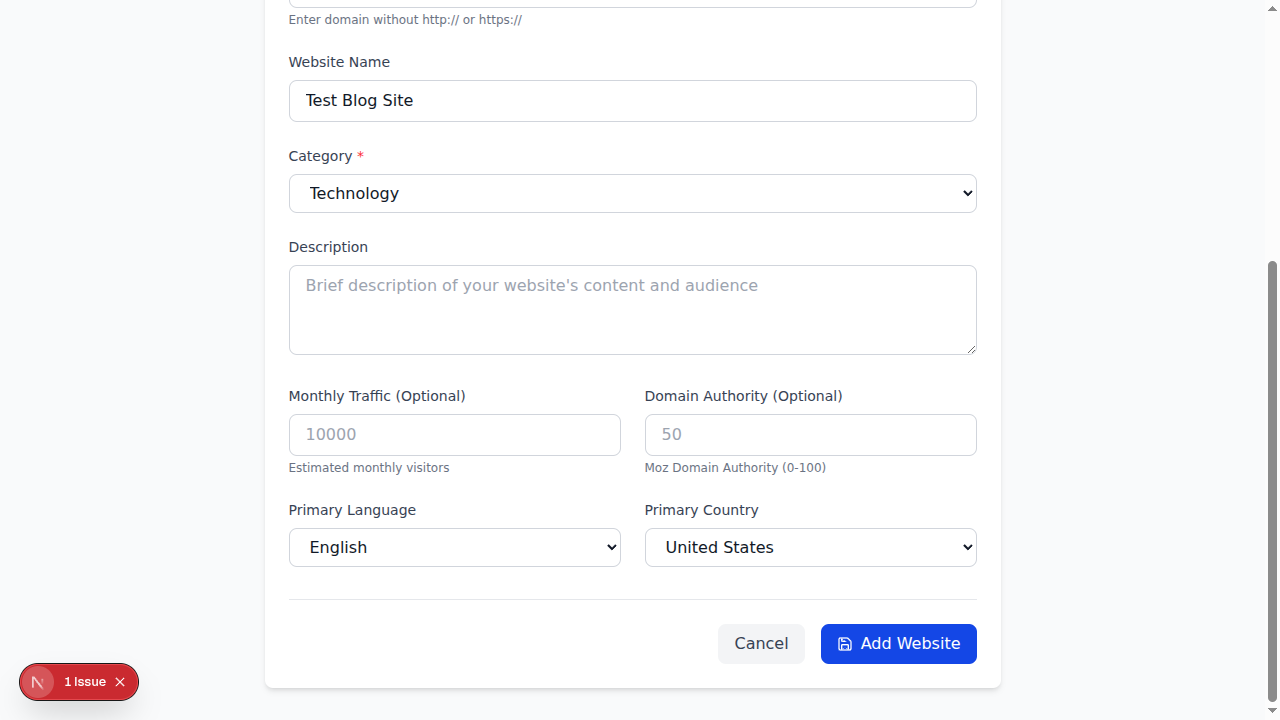 Enter domain without http:// or https://
Website Name
Test Blog Site
Category *
Technology
Description
Brief description of your website's content and audience
Monthly Traffic (Optional)
Domain Authority (Optional)
10000
50
Estimated monthly visitors
Moz Domain Authority (0-100)
Primary Language
Primary Country
English
United States
Cancel
Add Website
N
1 Issue